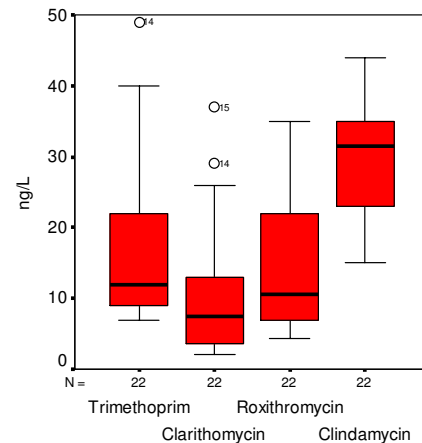 50
40
30
20
10
0
ng/L
14
15
14
N = 22 22 22 22
Trimethoprim Roxithromycin
Clarithomycin Clindamycin